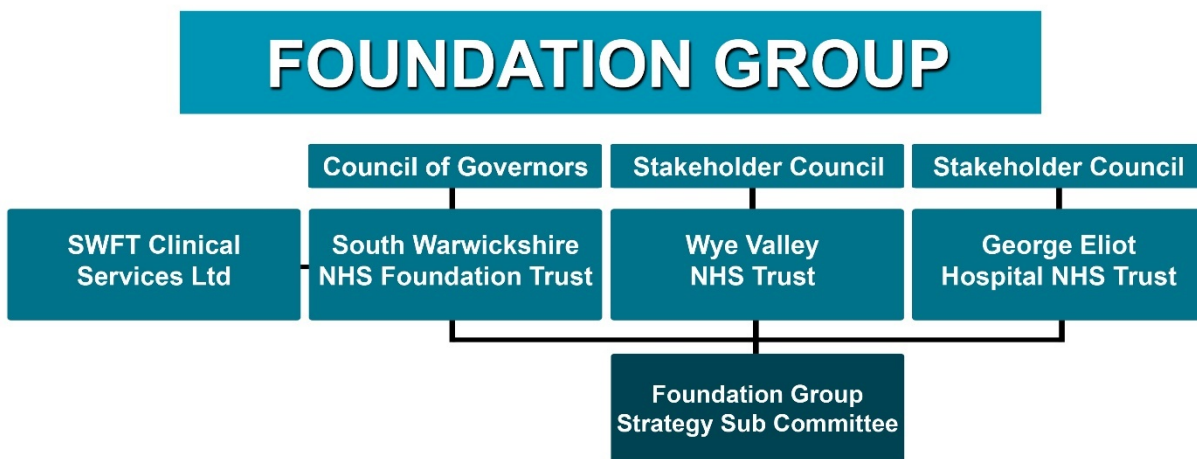 FOUNDATION GROUP
Council of Governors
Stakeholder Council
Stakeholder Council
SWFT Clinical
Services Ltd
South Warwickshire
NHS Foundation Trust
Wye Valley
NHS Trust
George Eliot
Hospital NHS Trust
Foundation Group
Strategy Sub Committee